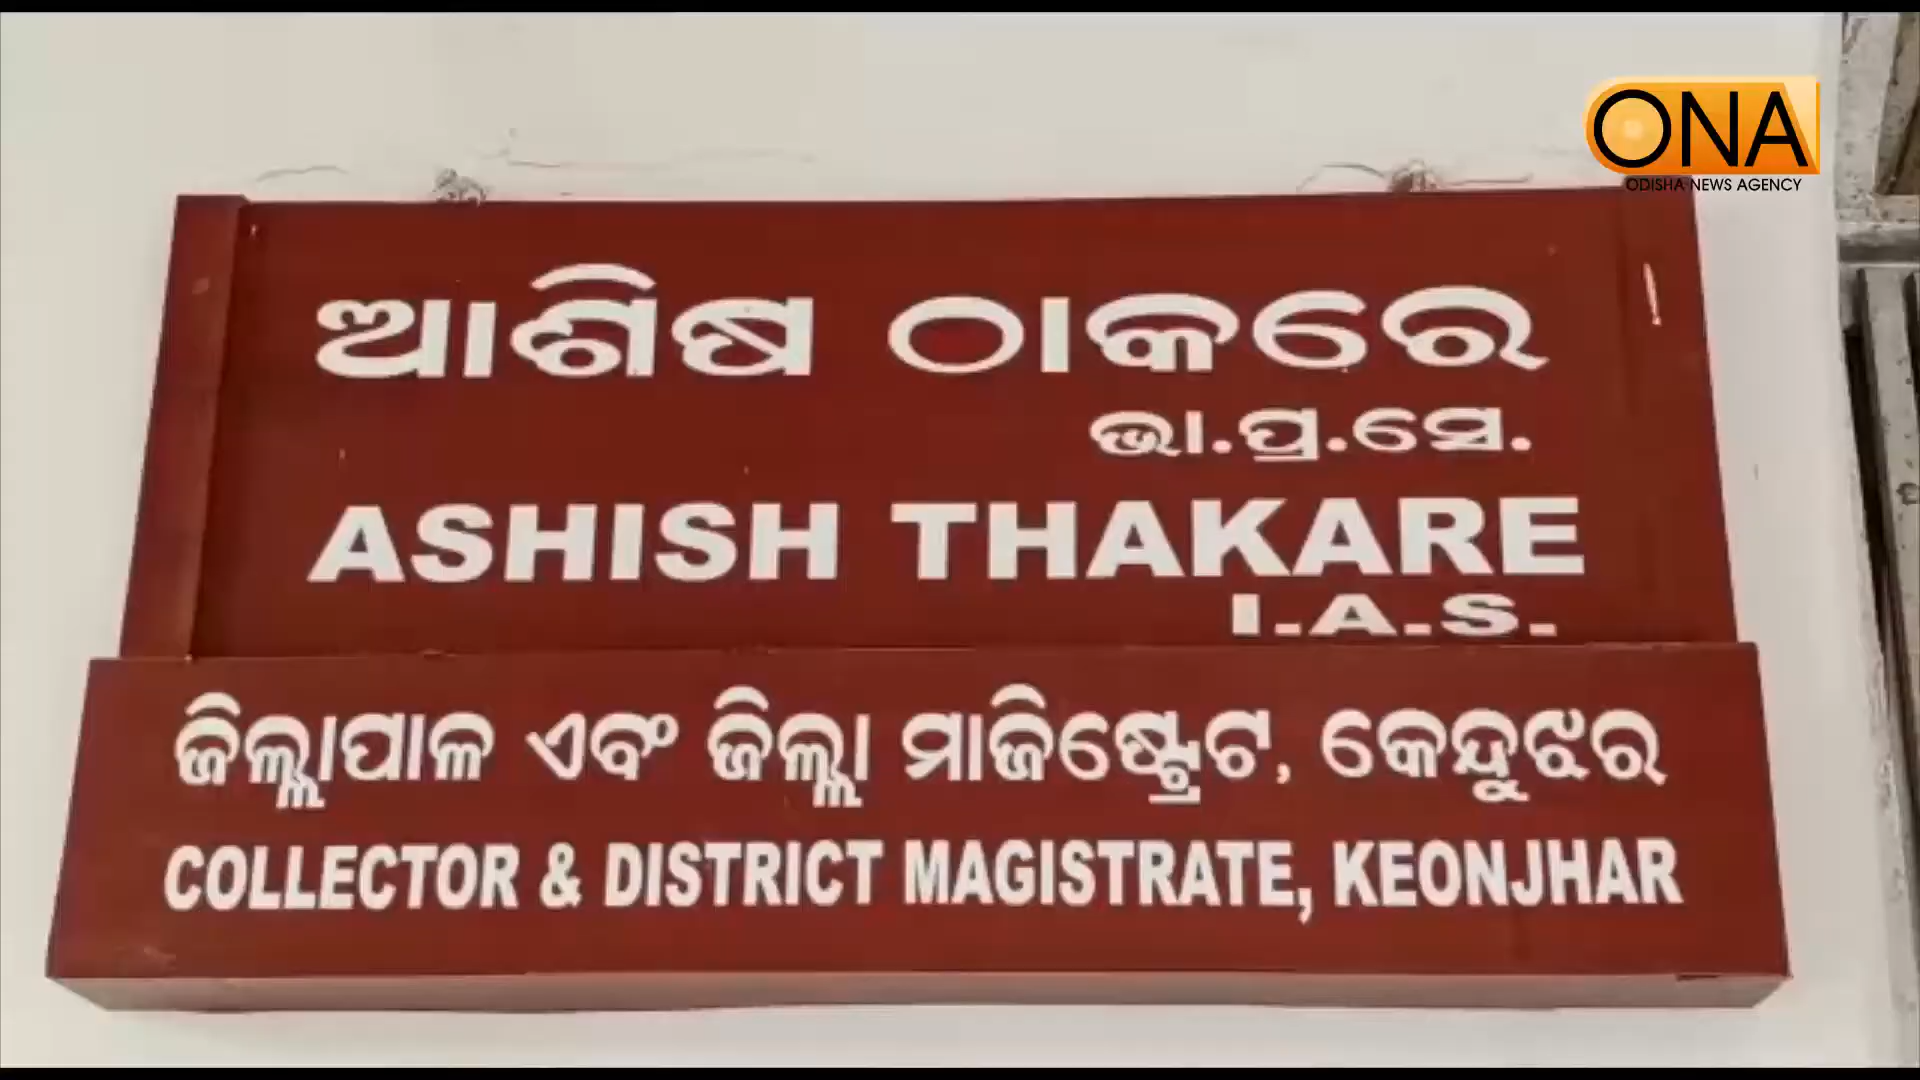 ONA
ODISHA NEWS AGENCY
ଆଶିଷ ଠାକରେ
ଭା.ପ୍ର.ସେ.
ASHISH THAKARE
I.A.S.
ଜିଲ୍ଲାପାଳ ଏବଂ ଜିଲ୍ଲା ମାଜିଷ୍ଟ୍ରେଟ, କେନ୍ଦୁଝର
COLLECTOR & DISTRICT MAGISTRATE, KEONJHAR